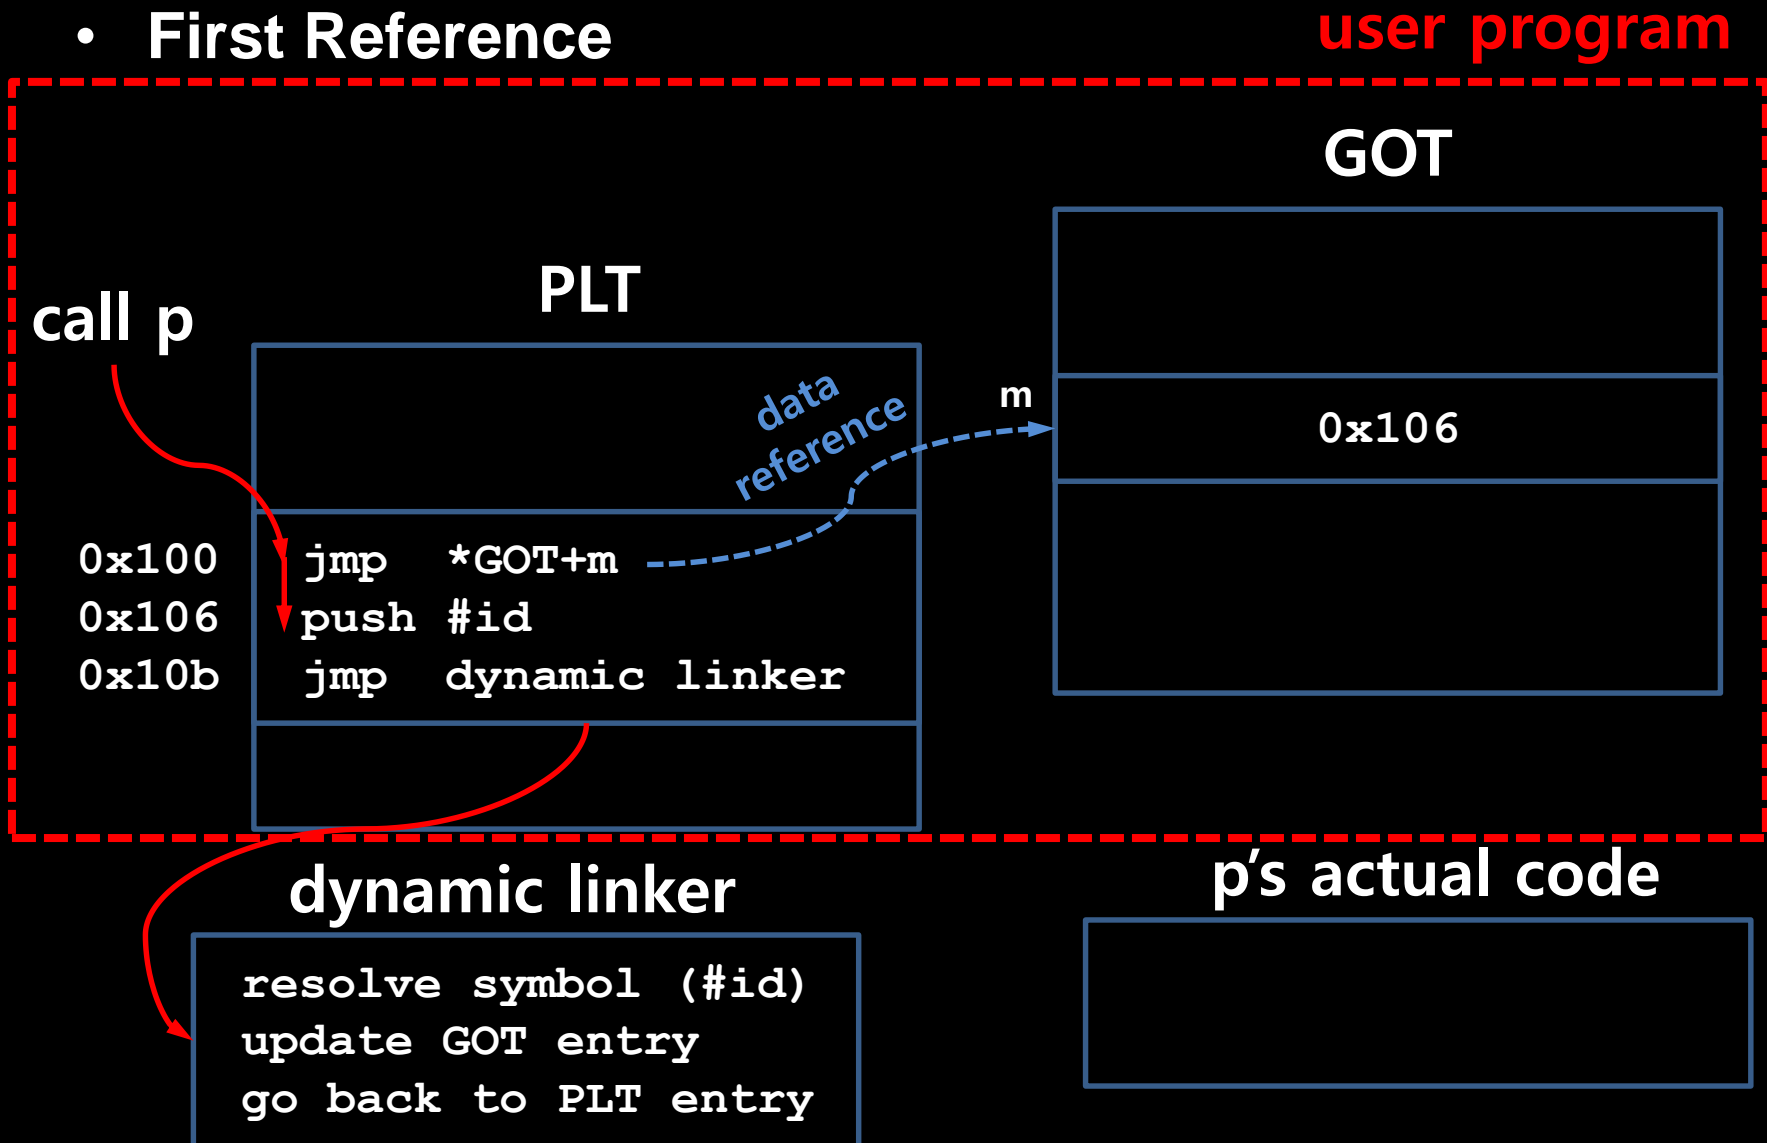 • First Reference
user program
GOT
PLT
call p
data
reference
m
0x106
0x100 jmp *GOT+m
0x106 push #id
0x10b jmp dynamic linker
dynamic linker
p’s actual code
resolve symbol (#id)
update GOT entry
go back to PLT entry